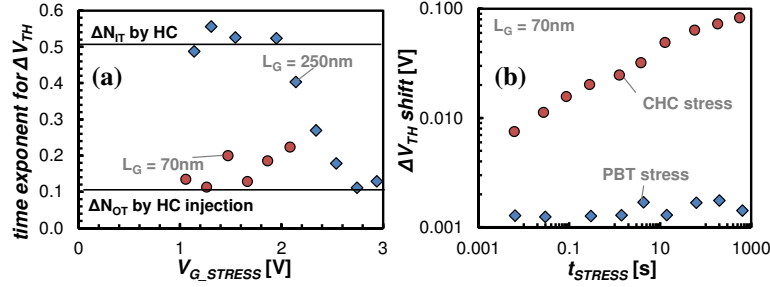 time exponent for ΔV_TH
0.6
0.5
0.4
0.3
0.2
0.1
0.0
ΔN_IT by HC
(a)
L_G = 250nm
L_G = 70nm
ΔN_OT by HC injection
0
1
2
3
V_G_STRESS [V]
ΔV_TH shift [V]
0.100
0.010
0.001
L_G = 70nm
(b)
CHC stress
PBT stress
0.001
0.1
10
1000
t_STRESS [s]